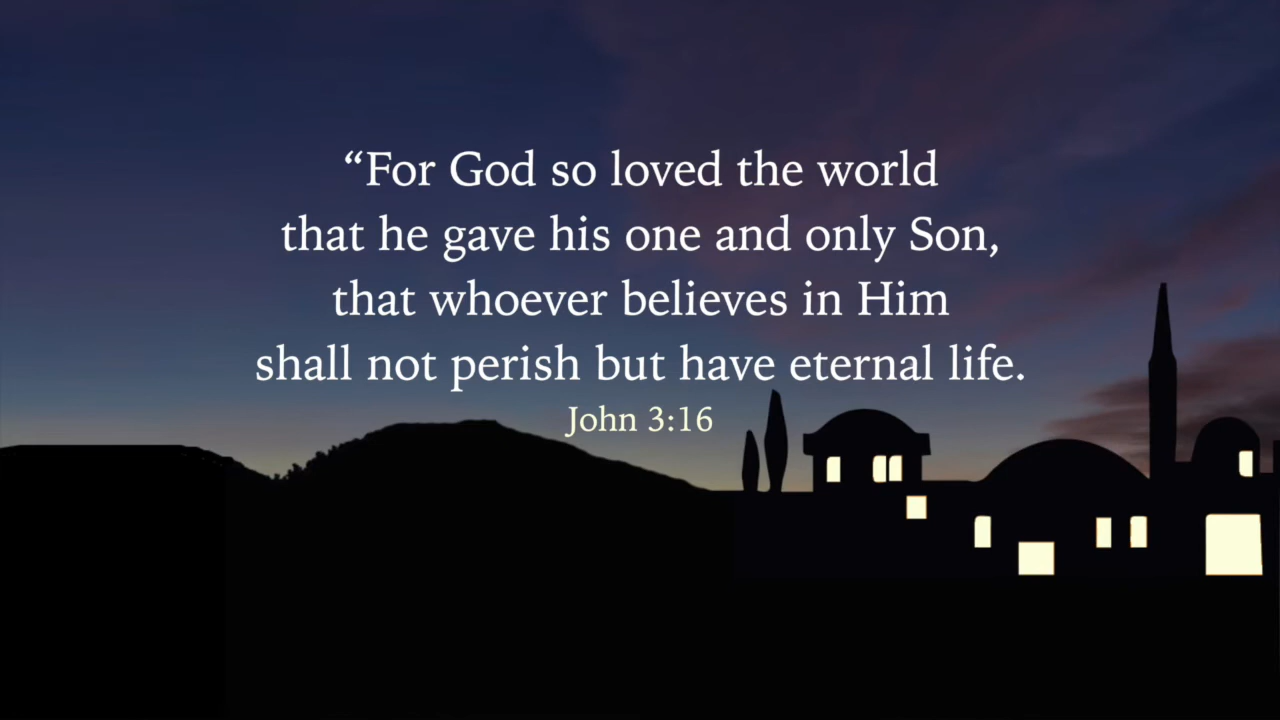 “For God so loved the world
that he gave his one and only Son,
that whoever believes in Him
shall not perish but have eternal life.
John 3:16